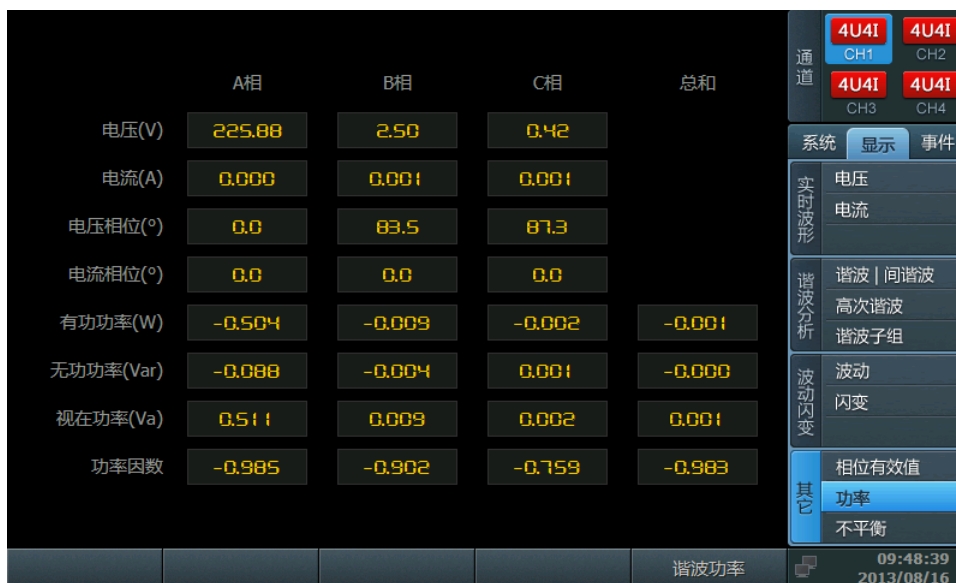 A相 B相 C相 总和
电压(V) 225.88 2.50 0.42
电流(A) 0.000 0.001 0.001
电压相位(°) 0.0 83.5 87.3
电流相位(°) 0.0 0.0 0.0
有功功率(W) -0.504 -0.009 -0.002 -0.001
无功功率(Var) -0.088 -0.004 0.001 -0.000
视在功率(Va) 0.511 0.009 0.002 0.001
功率因数 -0.985 -0.902 -0.759 -0.983
谐波功率
通道
4U4I 4U4I
CH1 CH2
4U4I 4U4I
CH3 CH4
系统 显示 事件
实时波形
电压
电流
谐波分析
谐波 | 间谐波
高次谐波
谐波子组
波动闪变
波动
闪变
其它
相位有效值
功率
不平衡
09:48:39
2013/08/16